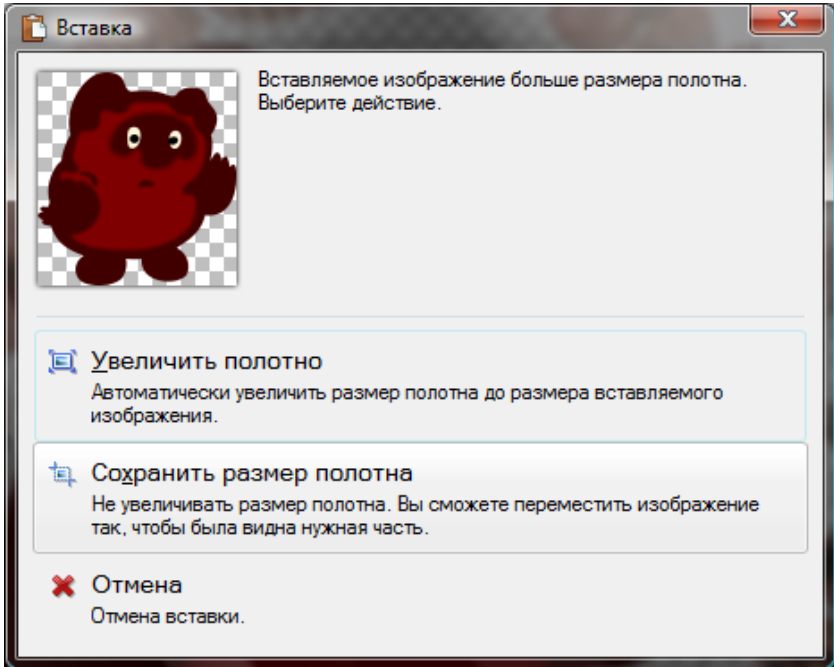 Вставка
Вставляемое изображение больше размера полотна.
Выберите действие.
Увеличить полотно
Автоматически увеличить размер полотна до размера вставляемого
изображения.
Сохранить размер полотна
Не увеличивать размер полотна. Вы сможете переместить изображение
так, чтобы была видна нужная часть.
Отмена
Отмена вставки.